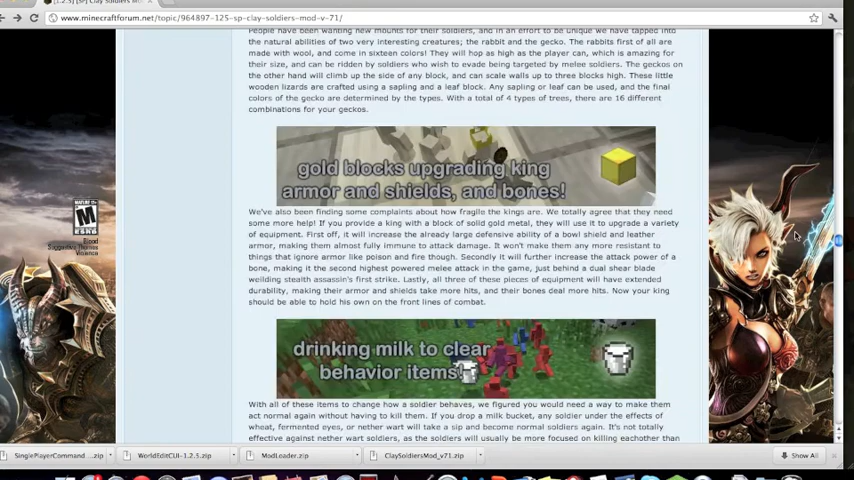 [1.2.5] [SP] Clay Soldiers Mod
www.minecraftforum.net/topic/964897-125-sp-clay-soldiers-mod-v-71/
People have been wanting new mounts for their soldiers, and in an effort to be unique we have tapped into
the natural abilities of two very interesting creatures; the rabbit and the gecko. The rabbits first of all are
made with wool, and come in sixteen colors! They will hop as high as the player can, which is amazing for
their size, and can be ridden by soldiers who wish to evade being targeted by melee soldiers. The geckos on
the other hand will climb up the side of any block, and can scale walls up to three blocks high. These little
wooden lizards are crafted using a sapling and a leaf block. Any sapling or leaf can be used, and the final
colors of the gecko are determined by the types. With a total of 4 types of trees, there are 16 different
combinations for your geckos.
gold blocks upgrading king
armor and shields, and bones!
We've also been finding some complaints about how fragile the kings are. We totally agree that they need
some more help! If you provide a king with a block of solid gold metal, they will use it to upgrade a variety
of equipment. First off, it will increase the already large defensive ability of a bowl shield and leather
armor, making them almost fully immune to attack damage. It won't make them any more resistant to
things that ignore armor like poison and fire though. Secondly it will further increase the attack power of a
bone, making it the second highest powered melee attack in the game, just behind a dual shear blade
weilding stealth assassin's first strike. Lastly, all three of these pieces of equipment will have extended
durability, making their armor and shields take more hits, and their bones deal more hits. Now your king
should be able to hold his own on the front lines of combat.
MATURE 17+
M
Blood
Suggestive Themes
Violence
drinking milk to clear
behavior items!
With all of these items to change how a soldier behaves, we figured you would need a way to make them
act normal again without having to kill them. If you drop a milk bucket, any soldier under the effects of
wheat, fermented eyes, or nether wart will take a sip and become normal soldiers again. It's not totally
effective against nether wart soldiers, as the soldiers will usually be more focused on killing eachother than
SinglePlayerCommand ....zip
WorldEditCUI-1.2.5.zip
ModLoader.zip
ClaySoldiersMod_v71.zip
Show All